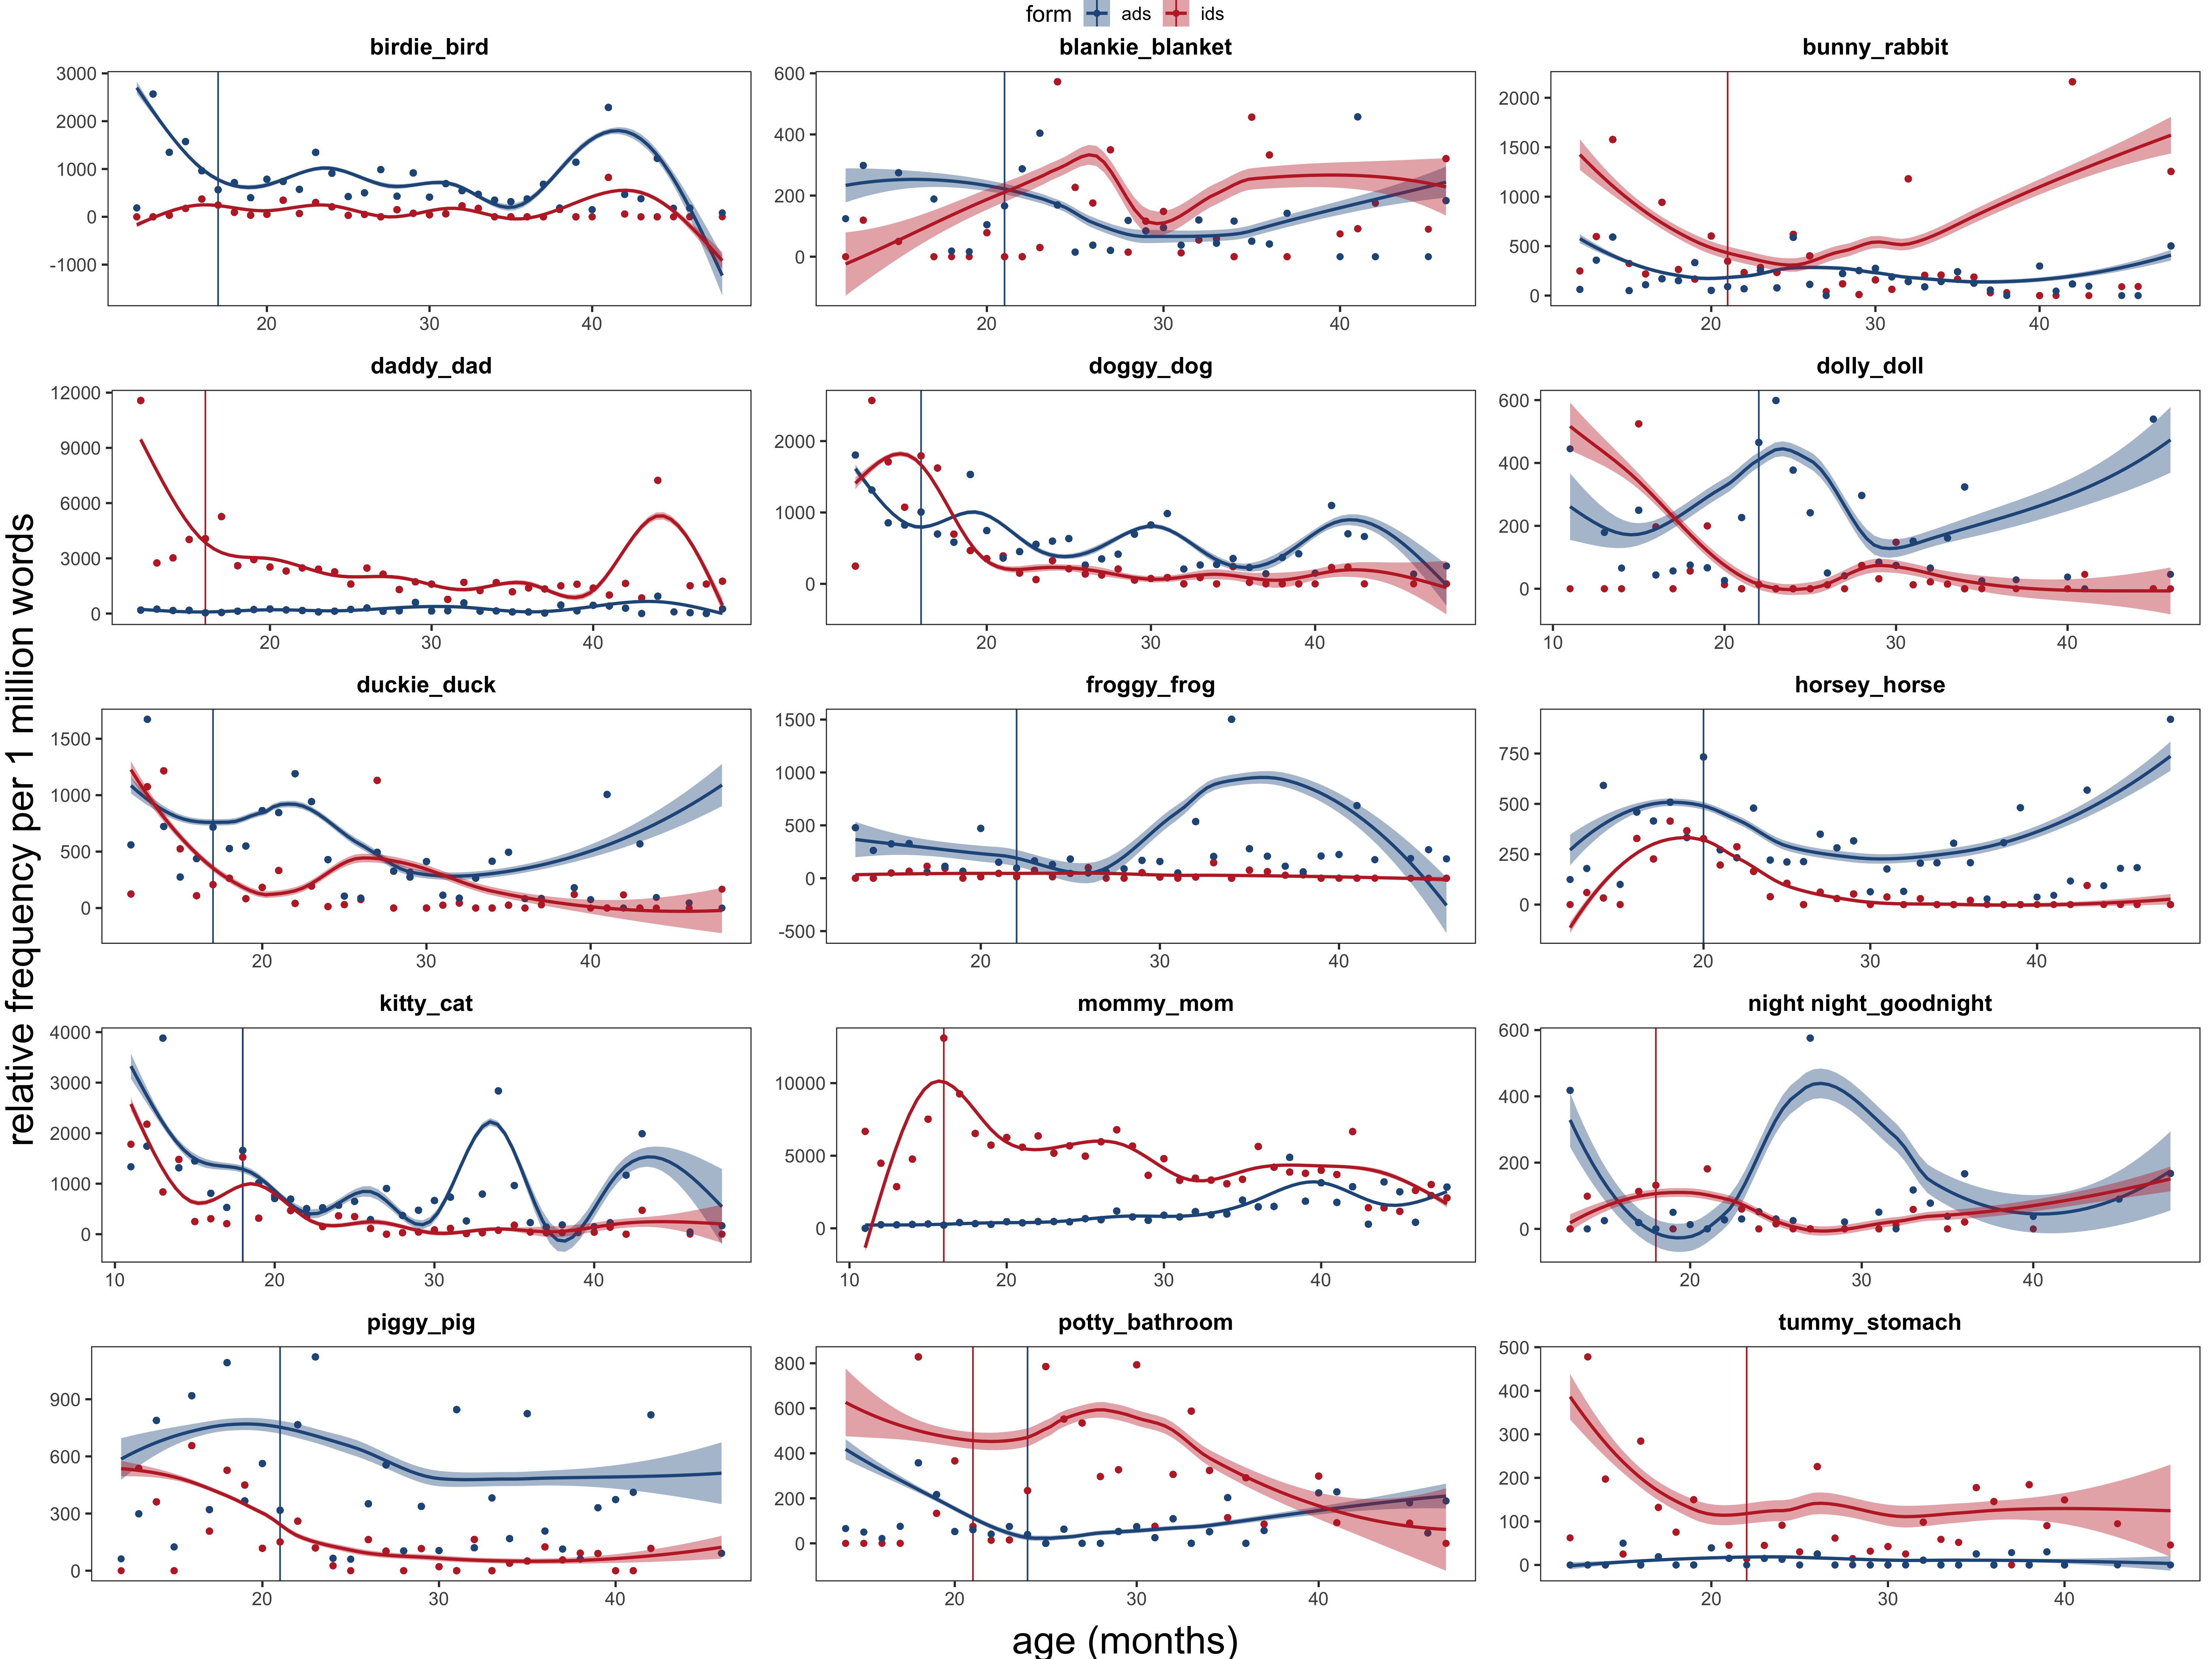 form ads ids
birdie_bird blankie_blanket bunny_rabbit
3000 2000 1000 0 -1000
600 400 200 0
2000 1500 1000 500 0
20 30 40
20 30 40
20 30 40
daddy_dad doggy_dog dolly_doll
12000 9000 6000 3000 0
2000 1000 0
600 400 200 0
20 30 40
20 30 40
10 20 30 40
duckie_duck froggy_frog horsey_horse
1500 1000 500 0
1500 1000 500 0 -500
750 500 250 0
20 30 40
20 30 40
20 30 40
kitty_cat mommy_mom night night_goodnight
4000 3000 2000 1000 0
10000 5000 0
600 400 200 0
10 20 30 40
10 20 30 40
20 30 40
piggy_pig potty_bathroom tummy_stomach
900 600 300 0
800 600 400 200 0
500 400 300 200 100 0
20 30 40
20 30 40
20 30 40
relative frequency per 1 million words
age (months)